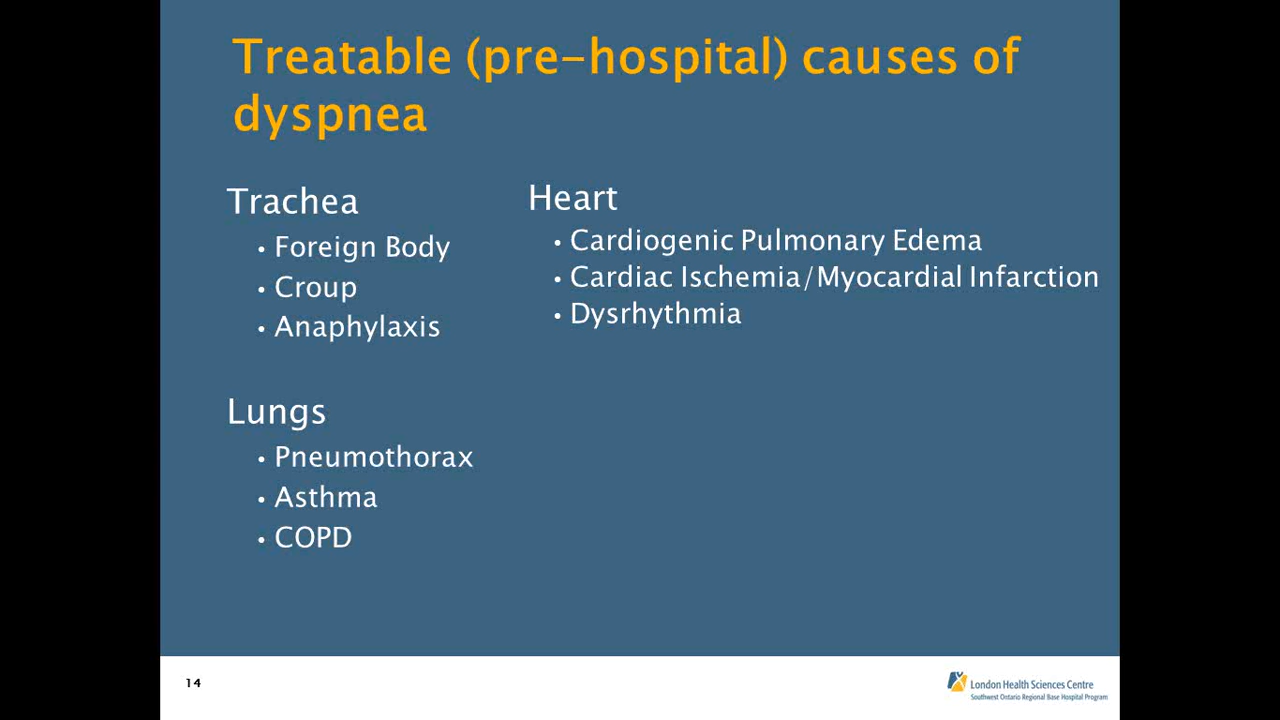 Treatable (pre-hospital) causes of
dyspnea
Trachea
• Foreign Body
• Croup
• Anaphylaxis
Lungs
• Pneumothorax
• Asthma
• COPD
Heart
• Cardiogenic Pulmonary Edema
• Cardiac Ischemia/Myocardial Infarction
• Dysrhythmia
14
London Health Sciences Centre
Southwest Ontario Regional Base Hospital Program